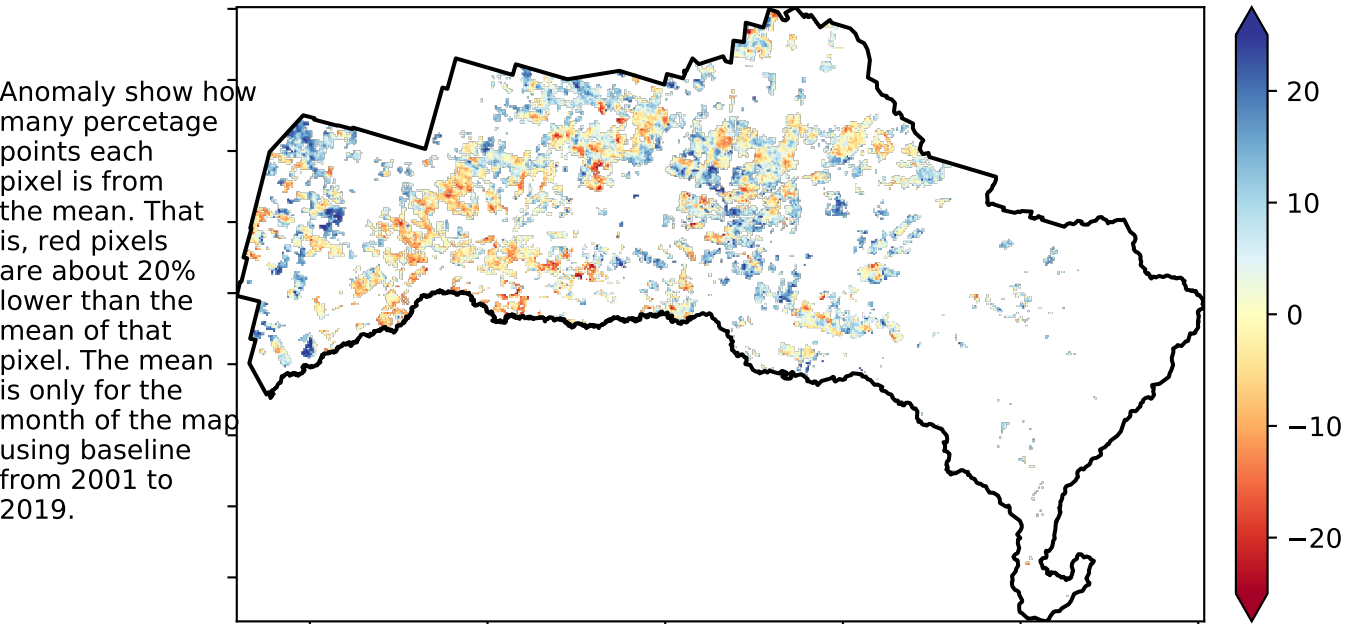 Anomaly show how
many percetage
points each
pixel is from
the mean. That
is, red pixels
are about 20%
lower than the
mean of that
pixel. The mean
is only for the
month of the map
using baseline
from 2001 to
2019.
20
10
0
−10
−20